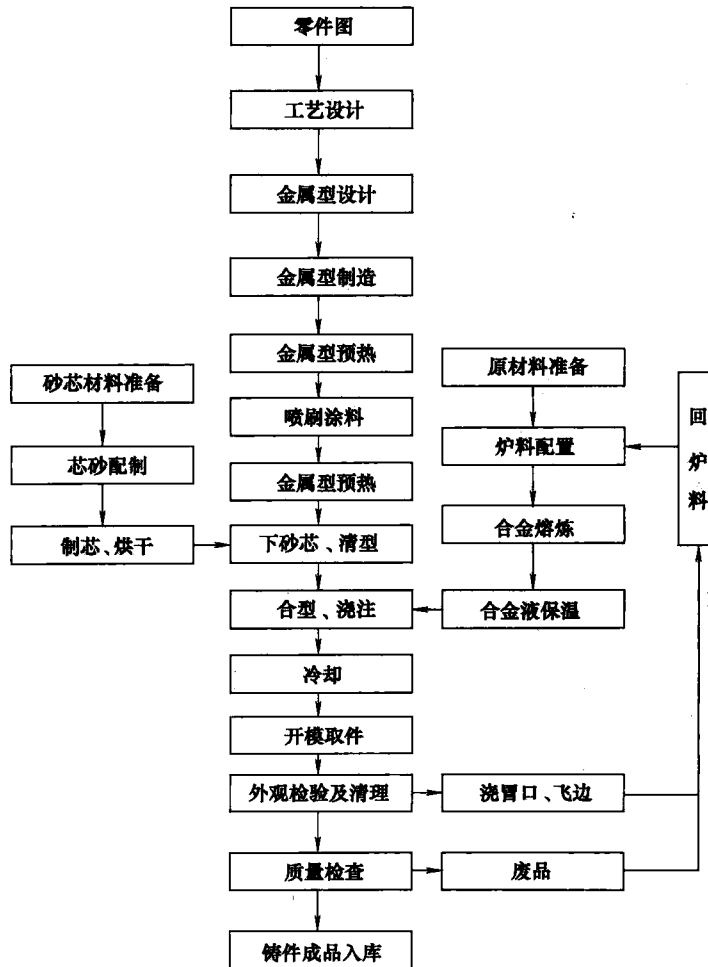 零件图
工艺设计
金属型设计
金属型制造
金属型预热
原材料准备
砂芯材料准备
喷刷涂料
炉料配置
回炉料
芯砂配制
金属型预热
合金熔炼
制芯、烘干
下砂芯、清型
合型、浇注
合金液保温
冷却
开模取件
外观检验及清理
浇冒口、飞边
质量检查
废品
铸件成品入库